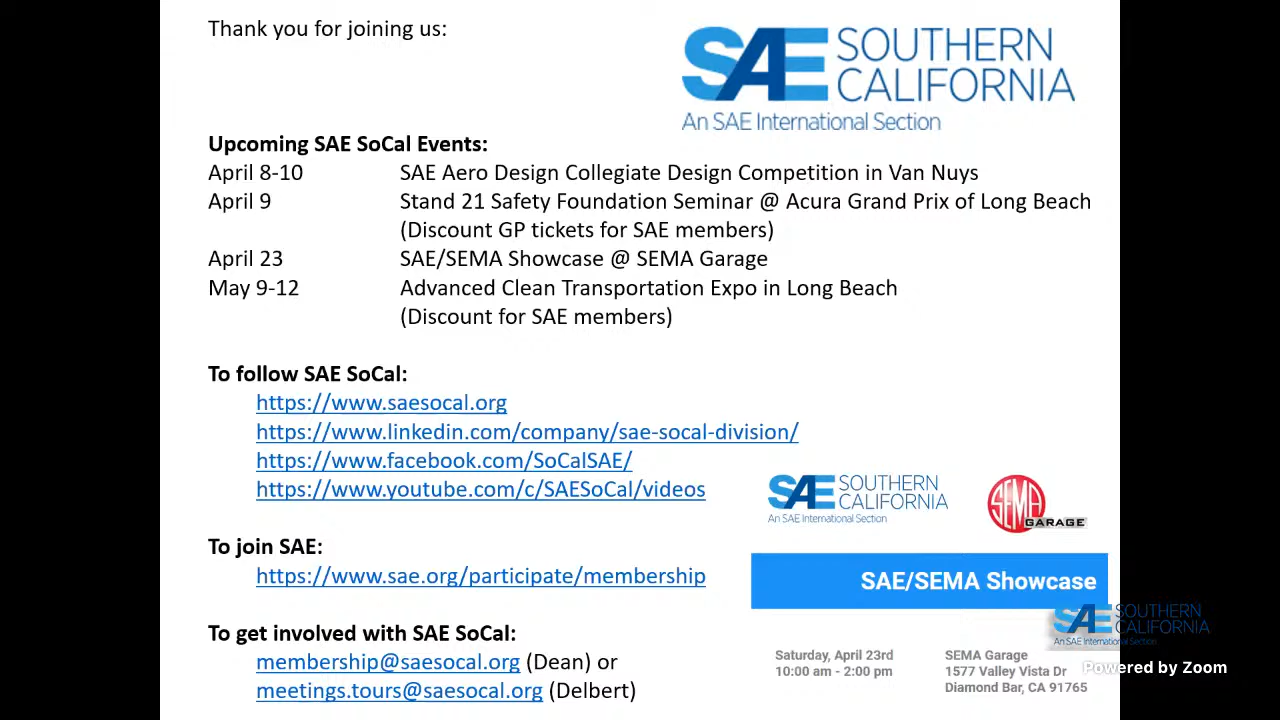 Thank you for joining us:
SAE SOUTHERN
CALIFORNIA
An SAE International Section
Upcoming SAE SoCal Events:
April 8-10 SAE Aero Design Collegiate Design Competition in Van Nuys
April 9 Stand 21 Safety Foundation Seminar @ Acura Grand Prix of Long Beach
(Discount GP tickets for SAE members)
April 23 SAE/SEMA Showcase @ SEMA Garage
May 9-12 Advanced Clean Transportation Expo in Long Beach
(Discount for SAE members)
To follow SAE SoCal:
https://www.saesocal.org
https://www.linkedin.com/company/sae-socal-division/
https://www.facebook.com/SoCalSAE/
https://www.youtube.com/c/SAESoCal/videos
To join SAE:
https://www.sae.org/participate/membership
To get involved with SAE SoCal:
membership@saesocal.org (Dean) or
meetings.tours@saesocal.org (Delbert)
SAE SOUTHERN
CALIFORNIA
An SAE International Section
SEMA
GARAGE
SAE/SEMA Showcase
Saturday, April 23rd
10:00 am - 2:00 pm
SEMA Garage
1577 Valley Vista Dr
Diamond Bar, CA 91765
SAE SOUTHERN
CALIFORNIA
An SAE International Section
Powered by Zoom